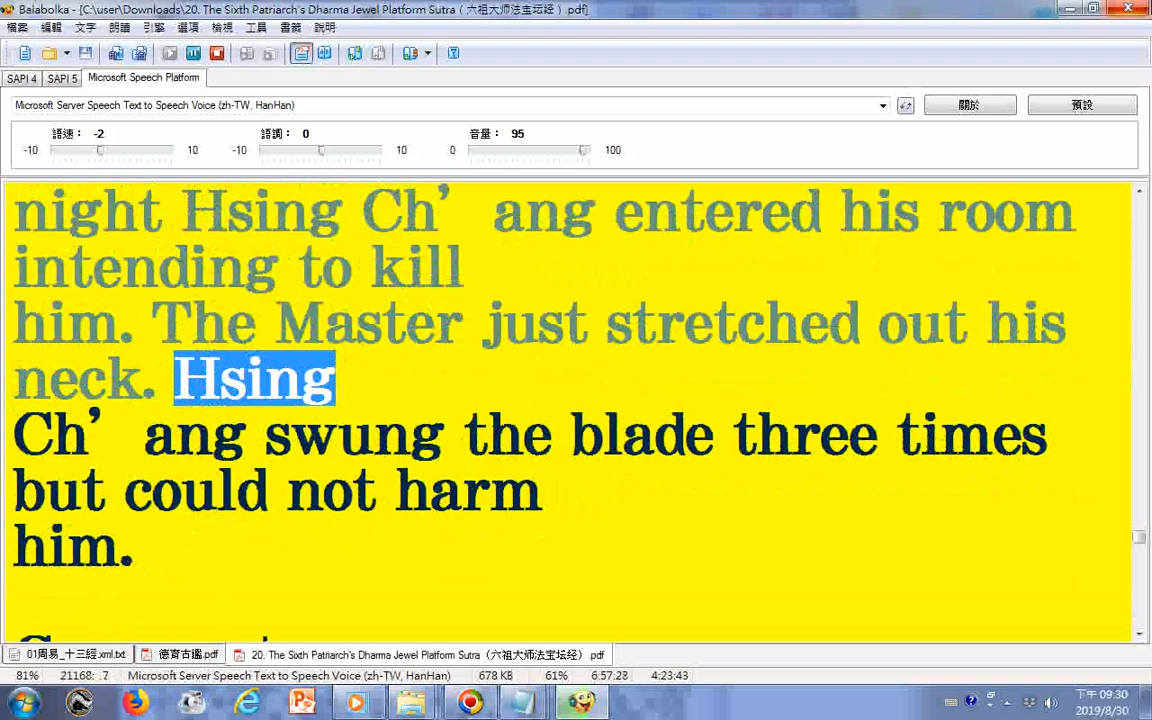 Balabolka - [C:\user\Downloads\20. The Sixth Patriarch's Dharma Jewel Platform Sutra（六祖大师法宝坛经）.pdf]
檔案 編輯 文字 朗讀 引擎 選項 檢視 工具 書籤 說明
SAPI 4 SAPI 5 Microsoft Speech Platform
Microsoft Server Speech Text to Speech Voice (zh-TW, HanHan) 關於 預設
語速： -2 語調： 0 音量： 95
-10 10 -10 10 0 100
night Hsing Ch’ang entered his room
intending to kill
him. The Master just stretched out his
neck. Hsing
Ch’ang swung the blade three times
but could not harm
him.
01周易_十三經.xml.txt 德育古鑑.pdf 20. The Sixth Patriarch's Dharma Jewel Platform Sutra（六祖大师法宝坛经）.pdf
81% 21168: .7 Microsoft Server Speech Text to Speech Voice (zh-TW, HanHan) 678 KB 61% 6:57:28 4:23:43
下午 09:30
2019/8/30